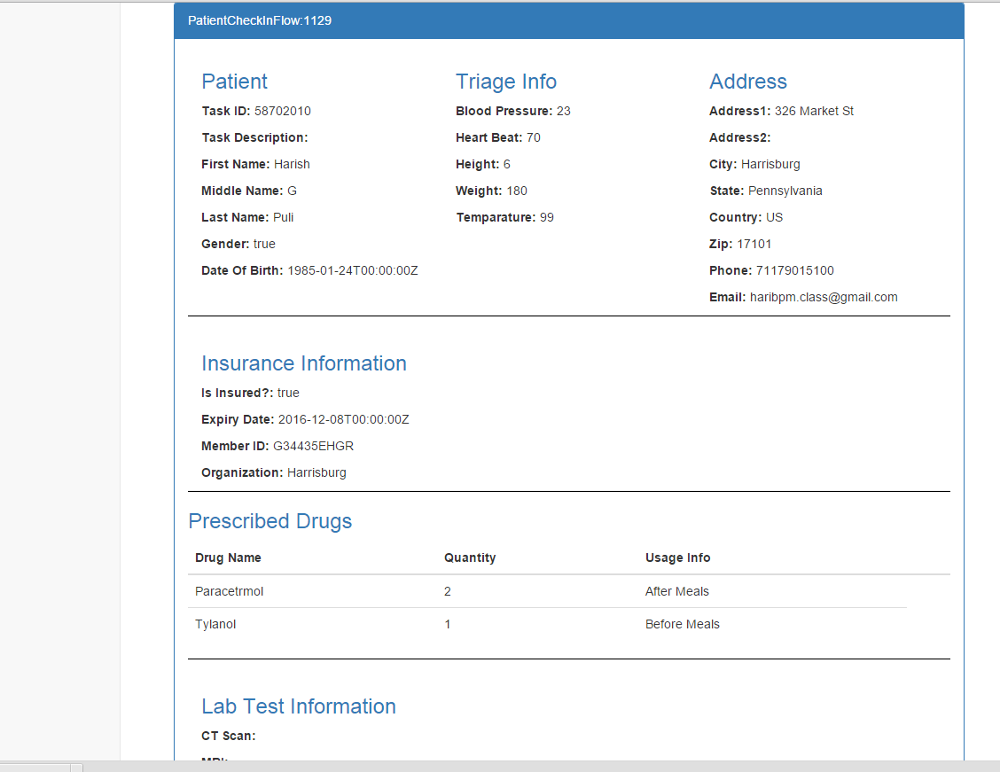 PatientCheckInFlow:1129
Patient
Task ID: 58702010
Task Description:
First Name: Harish
Middle Name: G
Last Name: Puli
Gender: true
Date Of Birth: 1985-01-24T00:00:00Z
Triage Info
Blood Pressure: 23
Heart Beat: 70
Height: 6
Weight: 180
Temparature: 99
Address
Address1: 326 Market St
Address2:
City: Harrisburg
State: Pennsylvania
Country: US
Zip: 17101
Phone: 71179015100
Email: haribpm.class@gmail.com
Insurance Information
Is Insured?: true
Expiry Date: 2016-12-08T00:00:00Z
Member ID: G34435EHGR
Organization: Harrisburg
Prescribed Drugs
Drug Name Quantity Usage Info
Paracetrmol 2 After Meals
Tylanol 1 Before Meals
Lab Test Information
CT Scan: